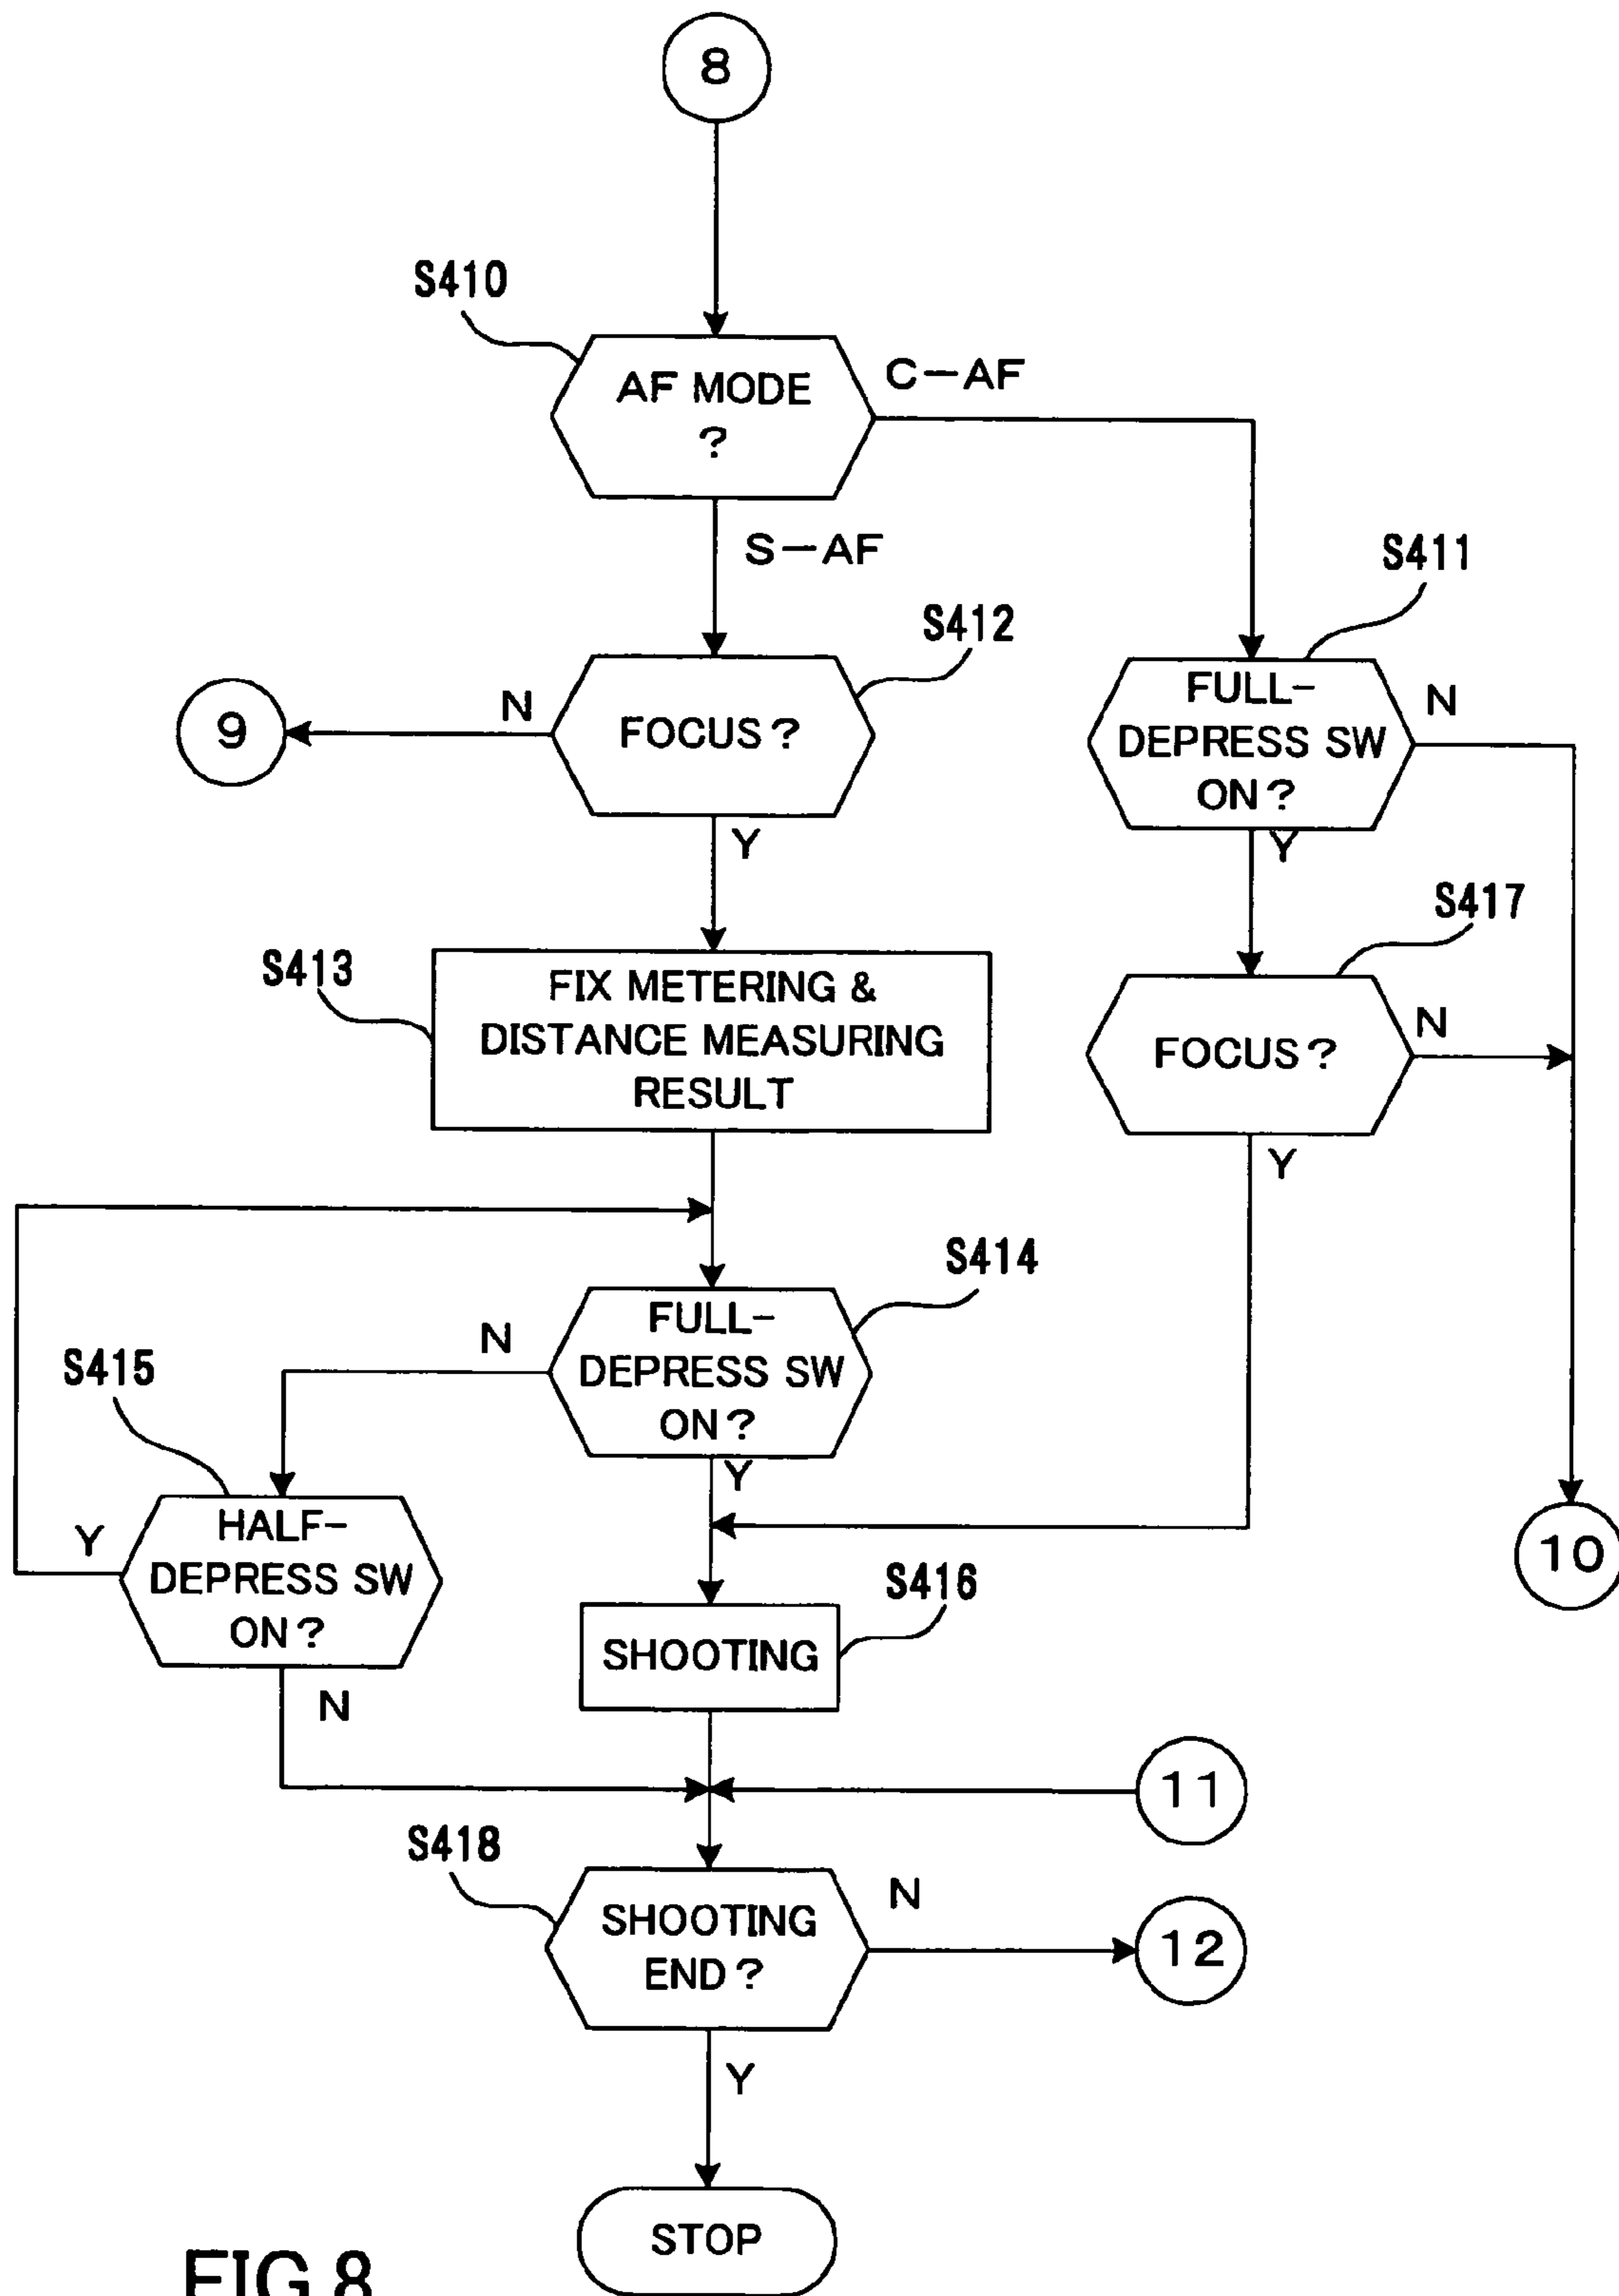 8
S410
AF MODE
?
C-AF
S-AF
S411
S412
FULL-
DEPRESS SW
ON?
N
9
N
FOCUS?
Y
Y
S417
S413
FIX METERING &
DISTANCE MEASURING
RESULT
FOCUS?
N
Y
S414
FULL-
DEPRESS SW
ON?
N
Y
S415
HALF-
DEPRESS SW
ON?
Y
N
10
S416
SHOOTING
11
S418
SHOOTING
END?
N
12
Y
STOP
FIG.8